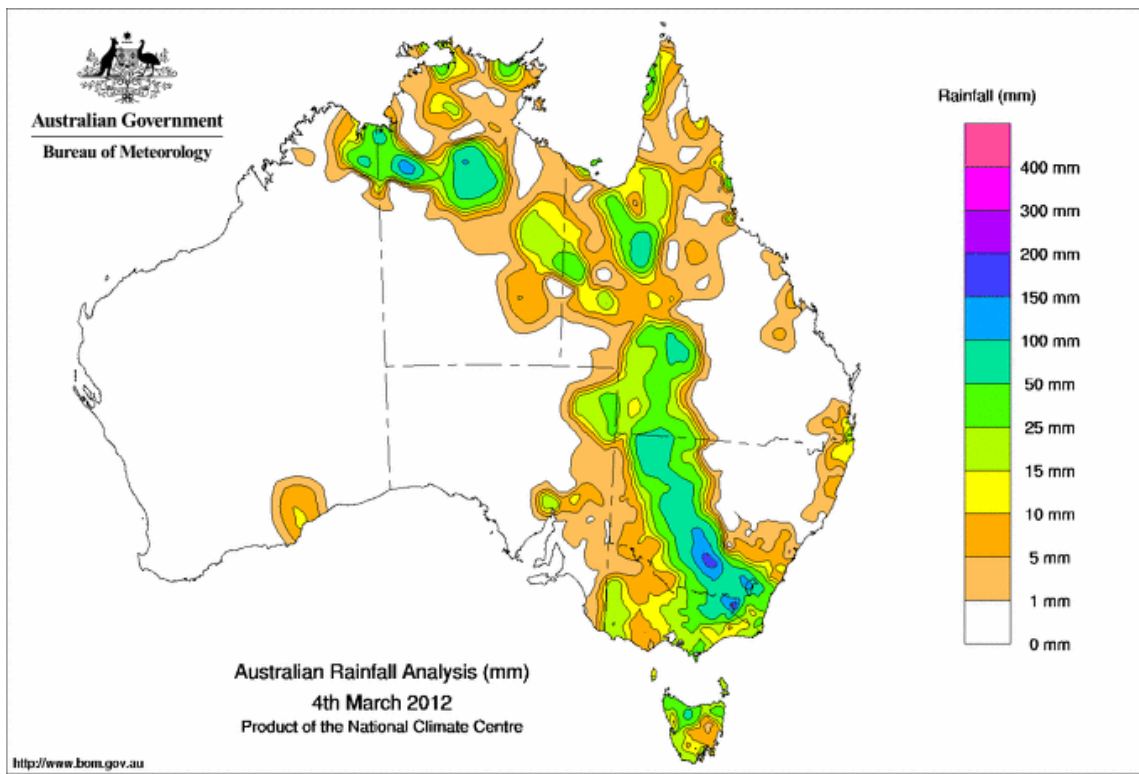 Australian Government
Bureau of Meteorology
Rainfall (mm)
400 mm
300 mm
200 mm
150 mm
100 mm
50 mm
25 mm
15 mm
10 mm
5 mm
1 mm
0 mm
Australian Rainfall Analysis (mm)
4th March 2012
Product of the National Climate Centre
http://www.bom.gov.au